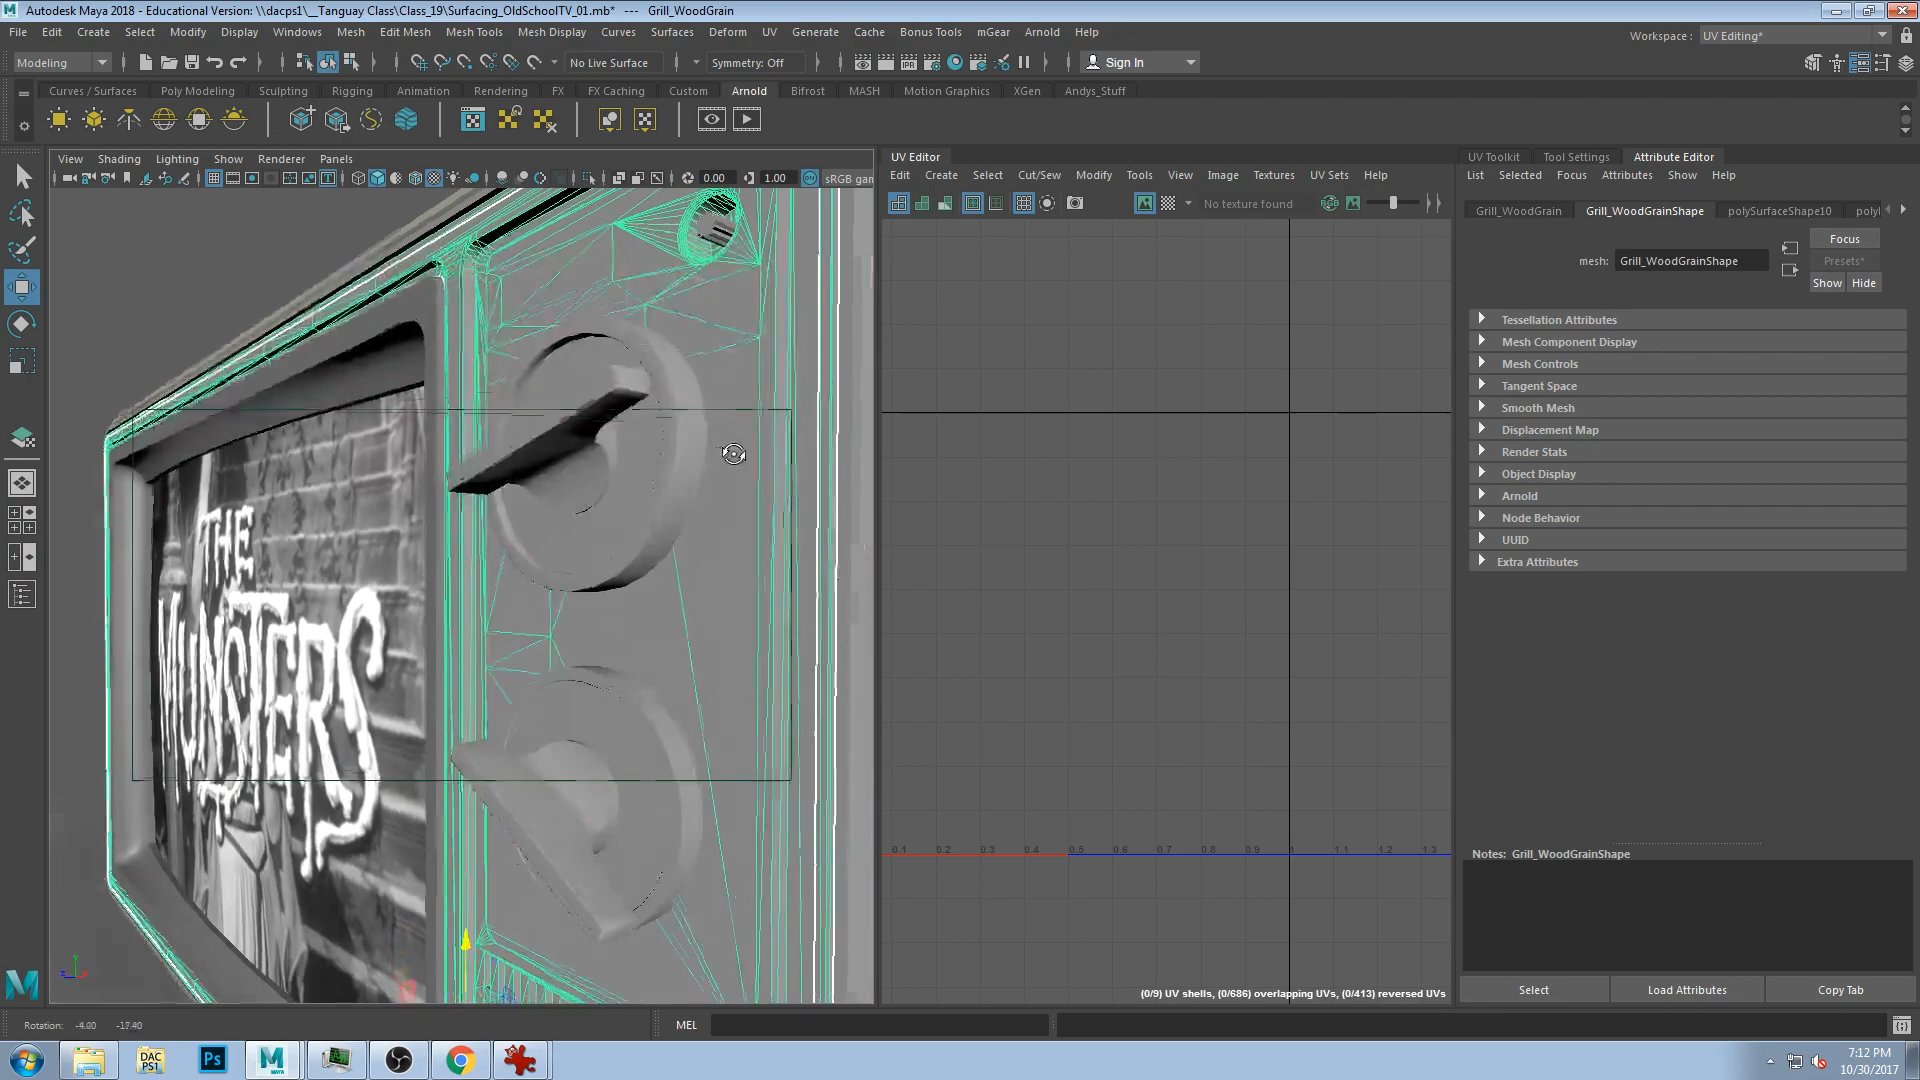 Autodesk Maya 2018 - Educational Version: \\dacps1\__Tanguay Class\Class_19\Surfacing_OldSchoolTV_01.mb* --- Grill_WoodGrain
File Edit Create Select Modify Display Windows Mesh Edit Mesh Mesh Tools Mesh Display Curves Surfaces Deform UV Generate Cache Bonus Tools mGear Arnold Help
Workspace : UV Editing*
Modeling No Live Surface Symmetry: Off Sign In
Curves / Surfaces Poly Modeling Sculpting Rigging Animation Rendering FX FX Caching Custom Arnold Bifrost MASH Motion Graphics XGen Andys_Stuff
View Shading Lighting Show Renderer Panels
0.00 1.00 sRGB gam
UV Editor
Edit Create Select Cut/Sew Modify Tools View Image Textures UV Sets Help
No texture found
UV Toolkit Tool Settings Attribute Editor
List Selected Focus Attributes Show Help
Grill_WoodGrain Grill_WoodGrainShape polySurfaceShape10 polyl
mesh: Grill_WoodGrainShape
Focus
Presets*
Show Hide
Tessellation Attributes
Mesh Component Display
Mesh Controls
Tangent Space
Smooth Mesh
Displacement Map
Render Stats
Object Display
Arnold
Node Behavior
UUID
Extra Attributes
THE
MUNSTERS
0.1 0.2 0.3 0.4 0.5 0.6 0.7 0.8 0.9 1 1.1 1.2 1.3
(0/9) UV shells, (0/686) overlapping UVs, (0/413) reversed UVs
Notes: Grill_WoodGrainShape
Select Load Attributes Copy Tab
Rotation: -4.00 -17.40
MEL
DAC
PS1
Ps
MAYA
7:12 PM
10/30/2017